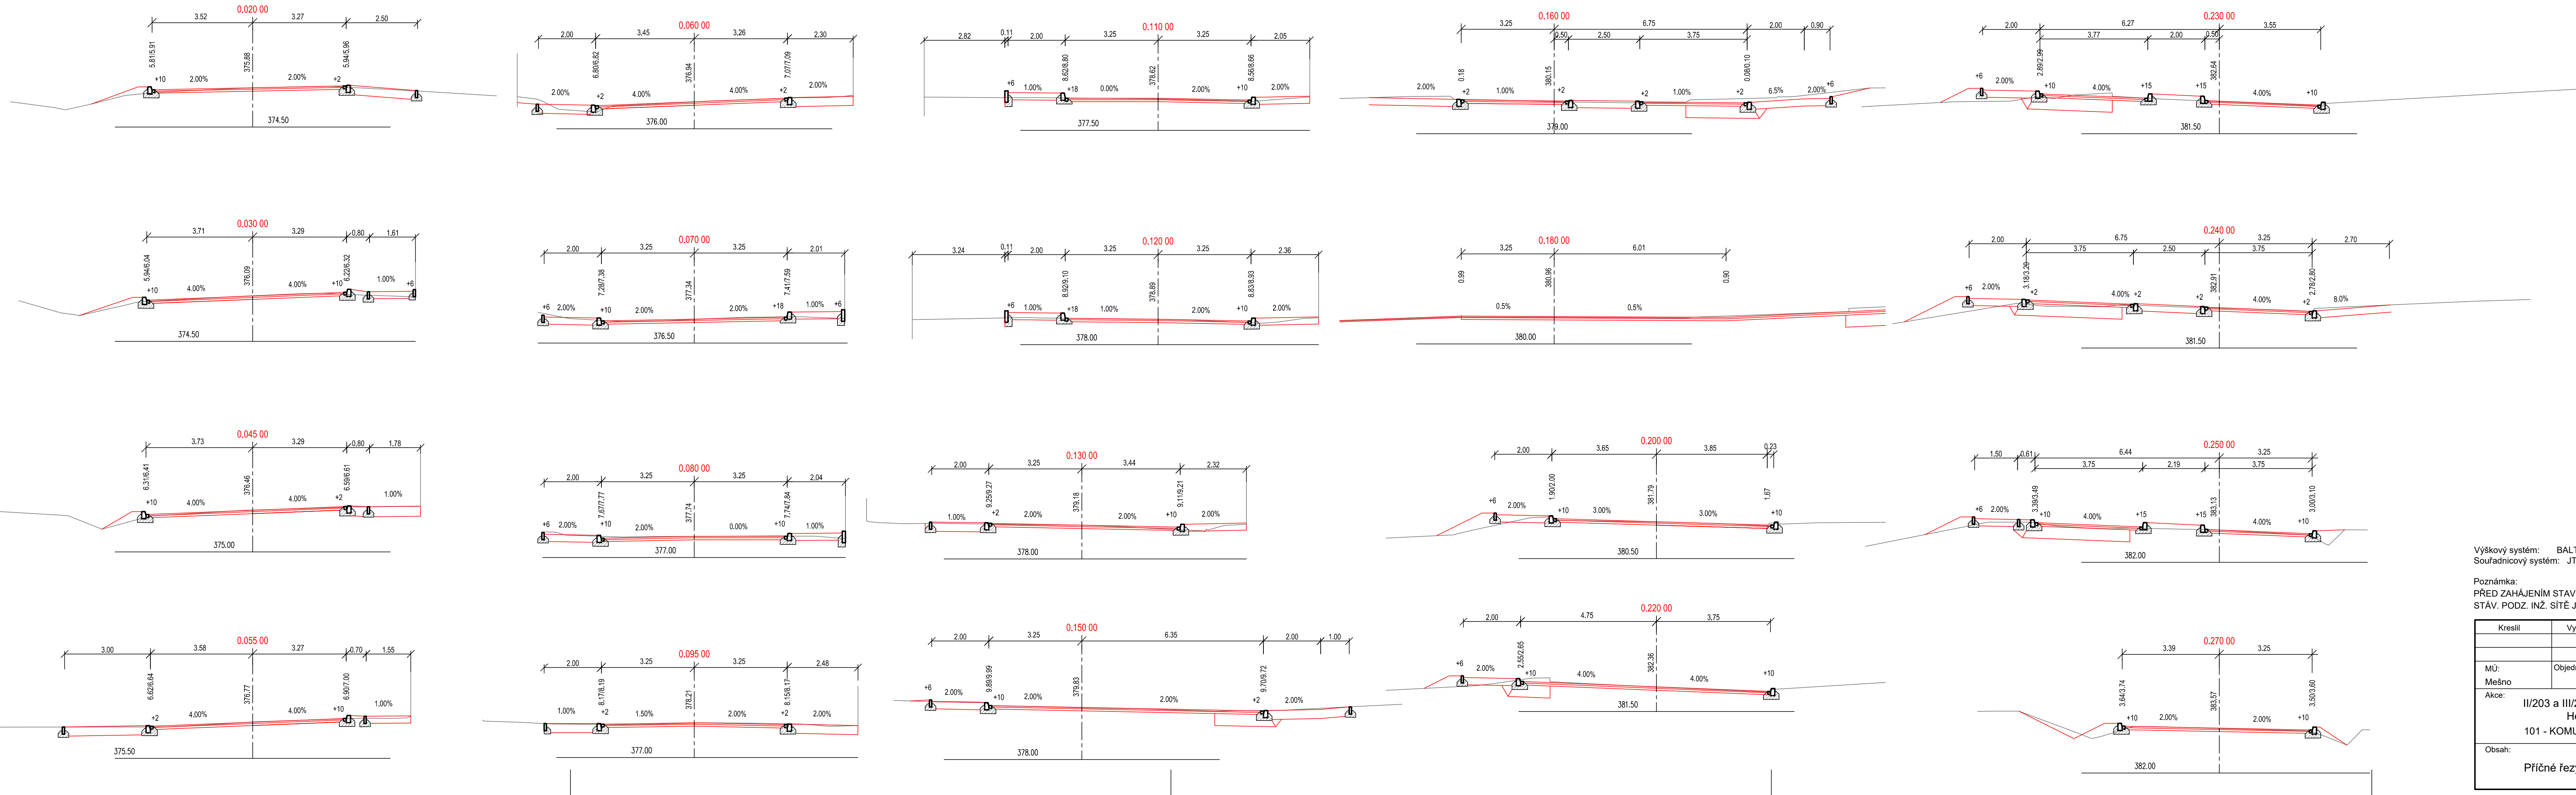 0,020 00
3.52 3.27 2.50
5.81/5.91 375.88 5.94/5.96
+10 2.00% 2.00% +2
374.50
0,030 00
3.71 3.29 0,80 1,61
5.94/6.04 376.09 6.22/6.32
+10 4.00% 4.00% +10 1.00% +6
374.50
0,045 00
3.73 3.29 0,80 1,78
6.31/6.41 376.46 6.59/6.61
+10 4.00% 4.00% +2 1.00%
375.00
0.055 00
3.00 3.58 3.27 0.70 1.55
6.62/6.64 376,77 6.90/7.00
+2 4,00% 4.00% +10 1,00%
375.50
0,060 00
2.00 3.45 3.26 2.30
6.80/6.82 376.94 7.07/7.09
2.00% +2 4.00% 4.00% +2 2.00%
376.00
0,070 00
2.00 3.25 3.25 2.01
7.28/7.38 377.34 7.41/7.59
+6 2.00% +10 2.00% 2.00% +18 1.00% +6
376.50
0,080 00
2.00 3.25 3.25 2.04
7.67/7.77 377.74 7.74/7.84
+6 2.00% +10 2.00% 0.00% +10 1.00%
377.00
0,095 00
2.00 3.25 3.25 2.48
8.17/8.19 378.21 8.15/8.17
1.00% +2 1.50% 2.00% +2 2.00%
377.00
0,110 00
2.82 0.11 2.00 3.25 3.25 2.05
8.62/8.80 378.62 8.56/8.66
+6 1.00% +18 0.00% 2.00% +10 2.00%
377.50
0,120 00
3.24 0.11 2.00 3.25 3.25 2.36
8.92/9.10 378.89 8.83/8.93
+6 1.00% +18 1.00% 2.00% +10 2.00%
378.00
0.130 00
2.00 3.25 3.44 2.32
9.25/9.27 379.18 9.11/9.21
1.00% +2 2.00% 2.00% +10 2.00%
378.00
0.150 00
2.00 3.25 6.35 2.00 1.00
9.89/9.99 379.83 9.70/9.72
+6 2.00% +10 2.00% 2.00% +2 2.00%
378.00
0.160 00
3.25 6.75 2.00 0.90
0.50 2.50 3.75
0.18 380,15 0.08/0.10
2.00% +2 1.00% +2 +2 1.00% +2 6.5% 2.00% +6
379.00
0.180 00
3.25 6.01
0.99 380.96 0.90
0.5% 0.5%
380.00
0.200 00
2.00 3.65 3.85 0.23
1.90/2.00 381.79 1.67
+6 2.00% +10 3.00% 3.00% +10
380.50
0.220 00
2.00 4.75 3,75
2.55/2.65 382.36
+6 2.00% +10 4.00% 4.00% +10
381.50
0.230 00
2.00 6.27 3.55
3,77 2.00 0.50
2.89/2.99 382,64
+6 2.00% +10 4.00% +15 +15 4.00% +10
381.50
0.240 00
2.00 6.75 3.25 2.70
3.75 2.50 3.75
3.18/3.20 382,91 2.78/2.80
+6 2.00% +2 4.00% +2 +2 4.00% +2 8.0%
381.50
0.250 00
1.50 0.61 6.44 3.25
3,75 2,19 3,75
3,39/3,49 383,13 3,00/3,10
+6 2.00% +10 4.00% +15 +15 4.00% +10
382.00
0.270 00
3.39 3.25
3.64/3.74 383,57 3.50/3.60
+10 2.00% 2.00% +10
382.00
Výškový systém: BALT
Souřadnicový systém: JT
Poznámka:
PŘED ZAHÁJENÍM STAV
STÁV. PODZ. INŽ. SÍTĚ J
Kreslil Vy
MÚ: Objed
Mešno
Akce:
II/203 a III/2
He
101 - KOMU
Obsah:
Příčné řezy